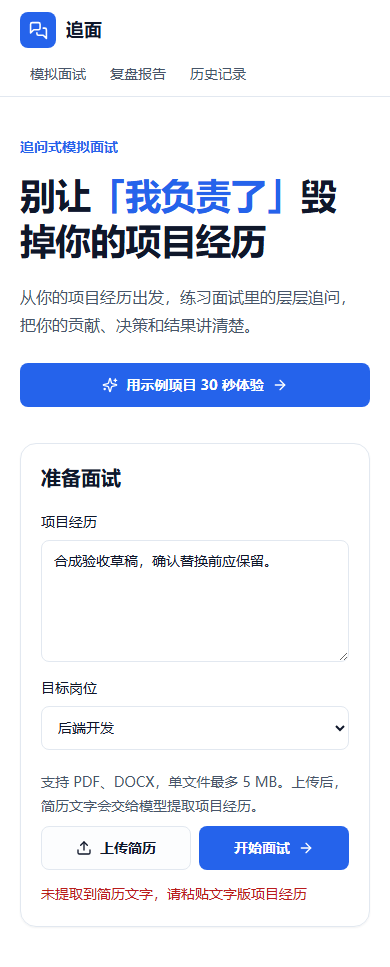 追面
模拟面试 复盘报告 历史记录
追问式模拟面试
别让「我负责了」毁
掉你的项目经历
从你的项目经历出发，练习面试里的层层追问，
把你的贡献、决策和结果讲清楚。
用示例项目 30 秒体验
准备面试
项目经历
合成验收草稿，确认替换前应保留。
目标岗位
后端开发
支持 PDF、DOCX，单文件最多 5 MB。上传后，
简历文字会交给模型提取项目经历。
上传简历 开始面试
未提取到简历文字，请粘贴文字版项目经历